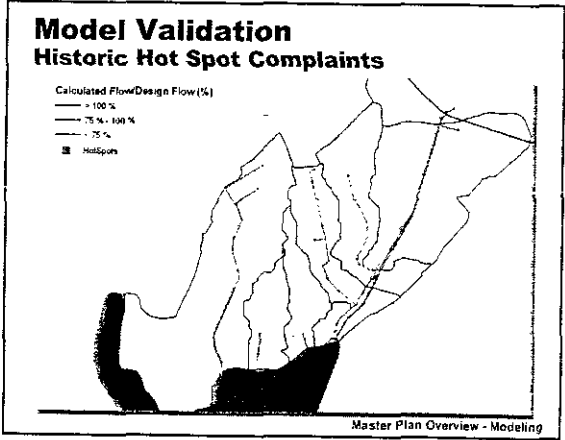 Model Validation
Historic Hot Spot Complaints
Calculated Flow/Design Flow (%)
> 100 %
75 % - 100 %
< 75 %
HotSpots
Master Plan Overview - Modeling